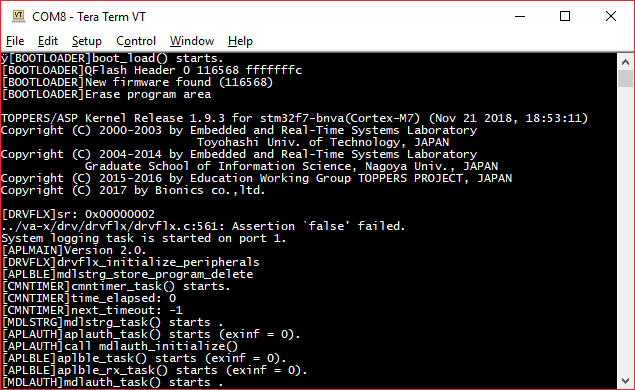 COM8 - Tera Term VT
File Edit Setup Control Window Help
ÿ[BOOTLOADER]boot_load() starts.
[BOOTLOADER]QFlash Header 0 116568 fffffffc
[BOOTLOADER]New firmware found (116568)
[BOOTLOADER]Erase program area
TOPPERS/ASP Kernel Release 1.9.3 for stm32f7-bnva(Cortex-M7) (Nov 21 2018, 18:53:11)
Copyright (C) 2000-2003 by Embedded and Real-Time Systems Laboratory
Toyohashi Univ. of Technology, JAPAN
Copyright (C) 2004-2014 by Embedded and Real-Time Systems Laboratory
Graduate School of Information Science, Nagoya Univ., JAPAN
Copyright (C) 2015-2016 by Education Working Group TOPPERS PROJECT, JAPAN
Copyright (C) 2017 by Bionics co.,ltd.
[DRVFLX]sr: 0x00000002
../va-x/drv/drvflx/drvflx.c:561: Assertion `false' failed.
System logging task is started on port 1.
[APLMAIN]Version 2.0.
[DRVFLX]drvflx_initialize_peripherals
[APLBLE]mdlstrg_store_program_delete
[CMNTIMER]cmntimer_task() starts.
[CMNTIMER]time_elapsed: 0
[CMNTIMER]next_timeout: -1
[MDLSTRG]mdlstrg_task() starts .
[APLAUTH]aplauth_task() starts (exinf = 0).
[APLAUTH]call mdlauth_initialize()
[APLBLE]aplble_task() starts (exinf = 0).
[APLBLE]aplble_rx_task() starts (exinf = 0).
[MDLAUTH]mdlauth_task() starts .